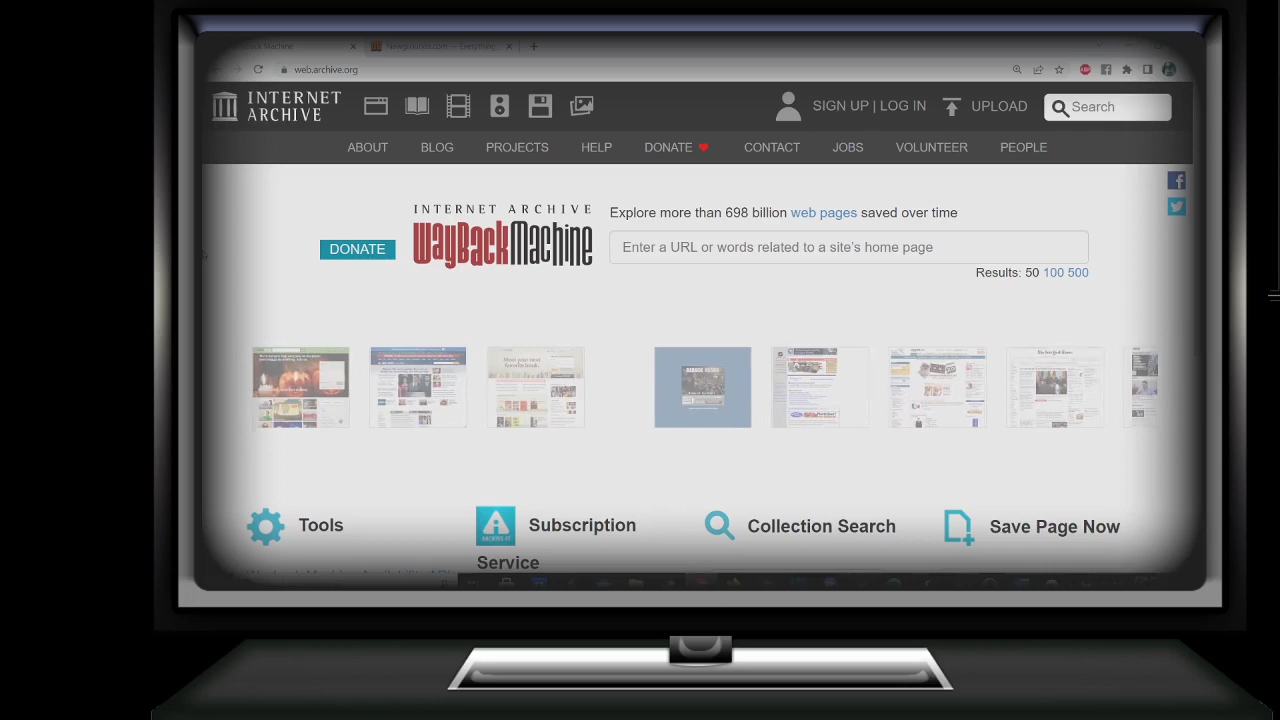 web.archive.org
INTERNET ARCHIVE
SIGN UP | LOG IN
UPLOAD
Search
ABOUT
BLOG
PROJECTS
HELP
DONATE
CONTACT
JOBS
VOLUNTEER
PEOPLE
DONATE
INTERNET ARCHIVE
WayBackMachine
Explore more than 698 billion web pages saved over time
Enter a URL or words related to a site's home page
Results: 50 100 500
Tools
Subscription
Service
Collection Search
Save Page Now